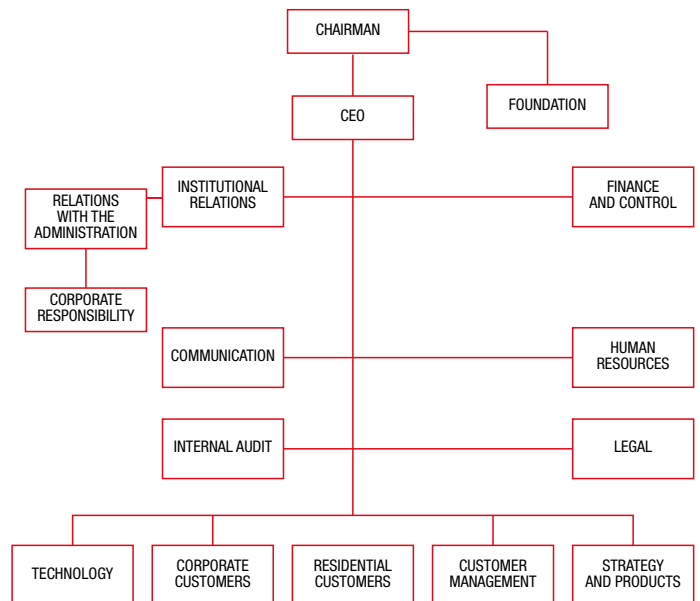 CHAIRMAN
FOUNDATION
CEO
INSTITUTIONAL
RELATIONS
FINANCE
AND CONTROL
RELATIONS
WITH THE
ADMINISTRATION
CORPORATE
RESPONSIBILITY
COMMUNICATION
HUMAN
RESOURCES
INTERNAL AUDIT
LEGAL
TECHNOLOGY
CORPORATE
CUSTOMERS
RESIDENTIAL
CUSTOMERS
CUSTOMER
MANAGEMENT
STRATEGY
AND PRODUCTS